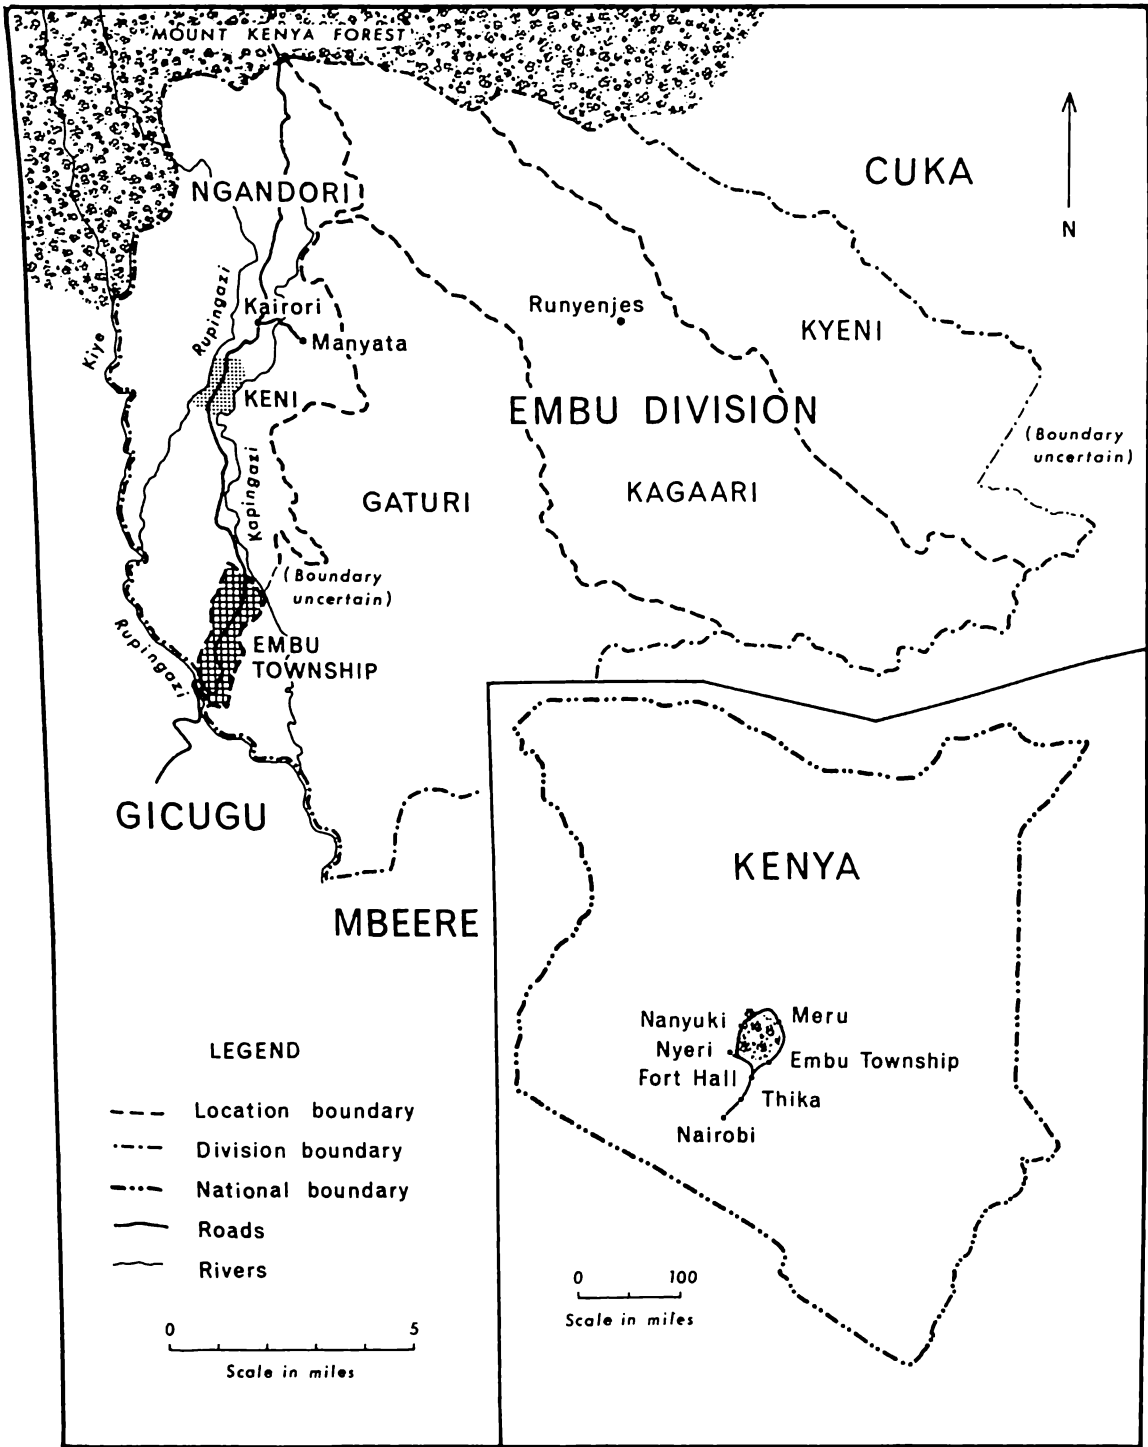 MOUNT KENYA FOREST
CUKA
N
NGANDORI
Rupingazi
Kairori
Runyenjes
KYENI
Kiye
Manyata
KENI
EMBU DIVISION
(Boundary
uncertain)
Kapingazi
GATURI
KAGAARI
(Boundary
uncertain)
Rupingazi
EMBU
TOWNSHIP
GICUGU
MBEERE
KENYA
Nanyuki
Meru
Nyeri
Embu Township
Fort Hall
Thika
Nairobi
0 100
Scale in miles
LEGEND
Location boundary
Division boundary
National boundary
Roads
Rivers
0 5
Scale in miles